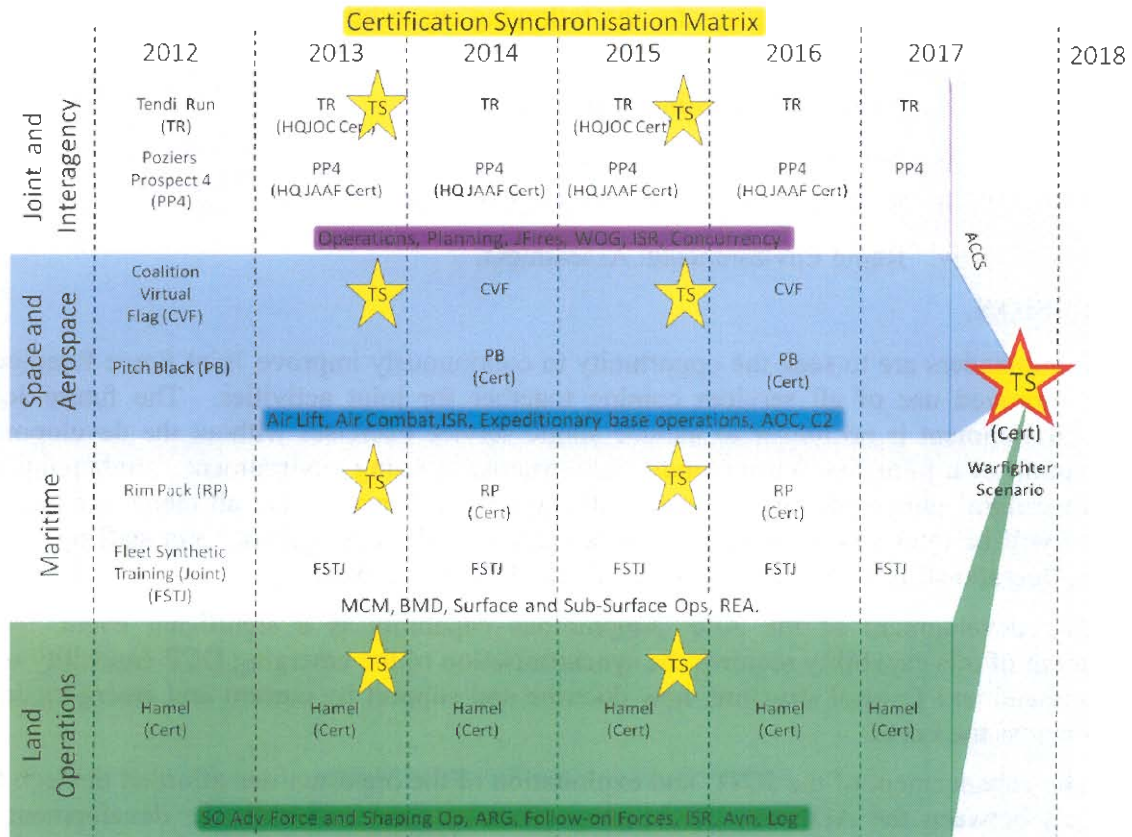 Certification Synchronisation Matrix
2012 2013 2014 2015 2016 2017 2018
Joint and
Interagency
Tendi Run
(TR)
TR
(HQJOC Cert)
TS
TR
TR
(HQJOC Cert)
TS
TR
TR
Poziers
Prospect 4
(PP4)
PP4
(HQ JAAF Cert)
PP4
(HQ JAAF Cert)
PP4
(HQ JAAF Cert)
PP4
(HQ JAAF Cert)
PP4
Operations, Planning, JFires, WOG, ISR, Concurrency
ACCS
Space and
Aerospace
Coalition
Virtual
Flag (CVF)
TS
CVF
TS
CVF
Pitch Black (PB)
PB
(Cert)
PB
(Cert)
Air Lift, Air Combat,ISR, Expeditionary base operations, AOC, C2
TS
(Cert)
Warfighter
Scenario
Maritime
Rim Pack (RP)
TS
RP
(Cert)
TS
RP
(Cert)
Fleet Synthetic
Training (Joint)
(FSTJ)
FSTJ
FSTJ
FSTJ
FSTJ
FSTJ
MCM, BMD, Surface and Sub-Surface Ops, REA.
Land
Operations
TS
TS
Hamel
(Cert)
Hamel
(Cert)
Hamel
(Cert)
Hamel
(Cert)
Hamel
(Cert)
Hamel
(Cert)
SO Adv Force and Shaping Op, ARG, Follow-on Forces, ISR, Avn, Log